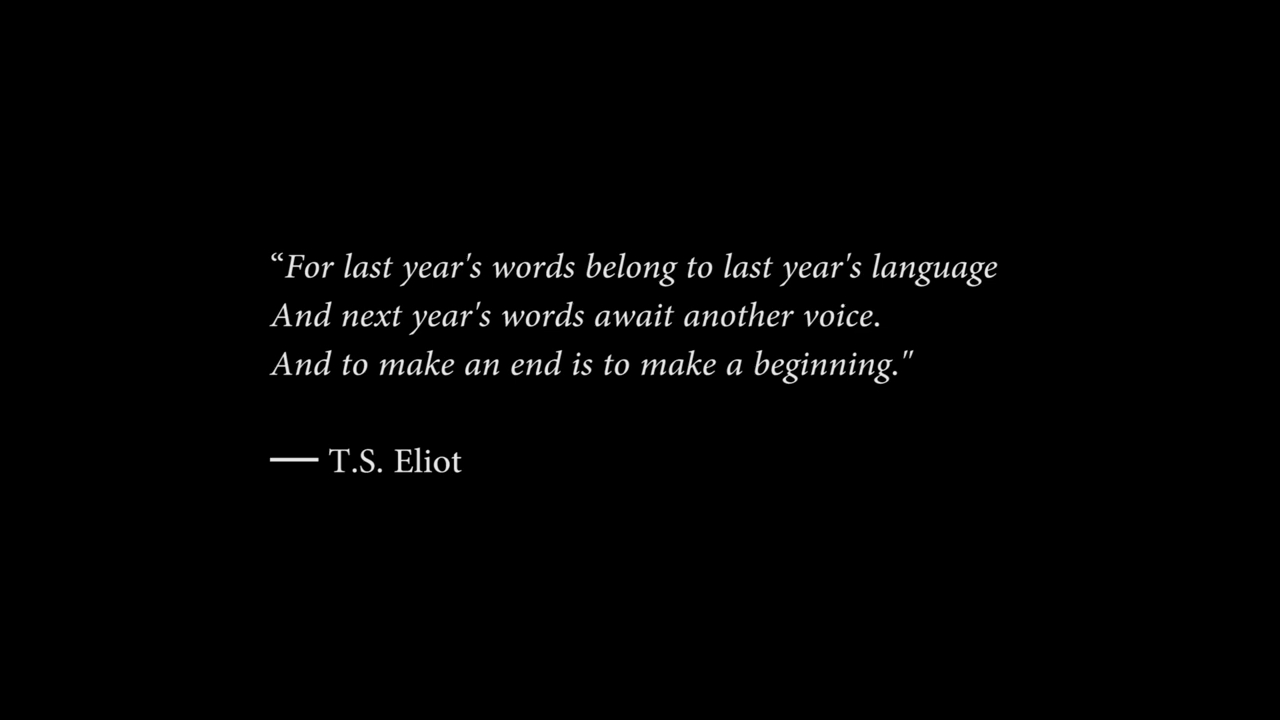 “For last year's words belong to last year's language
And next year's words await another voice.
And to make an end is to make a beginning."
— T.S. Eliot